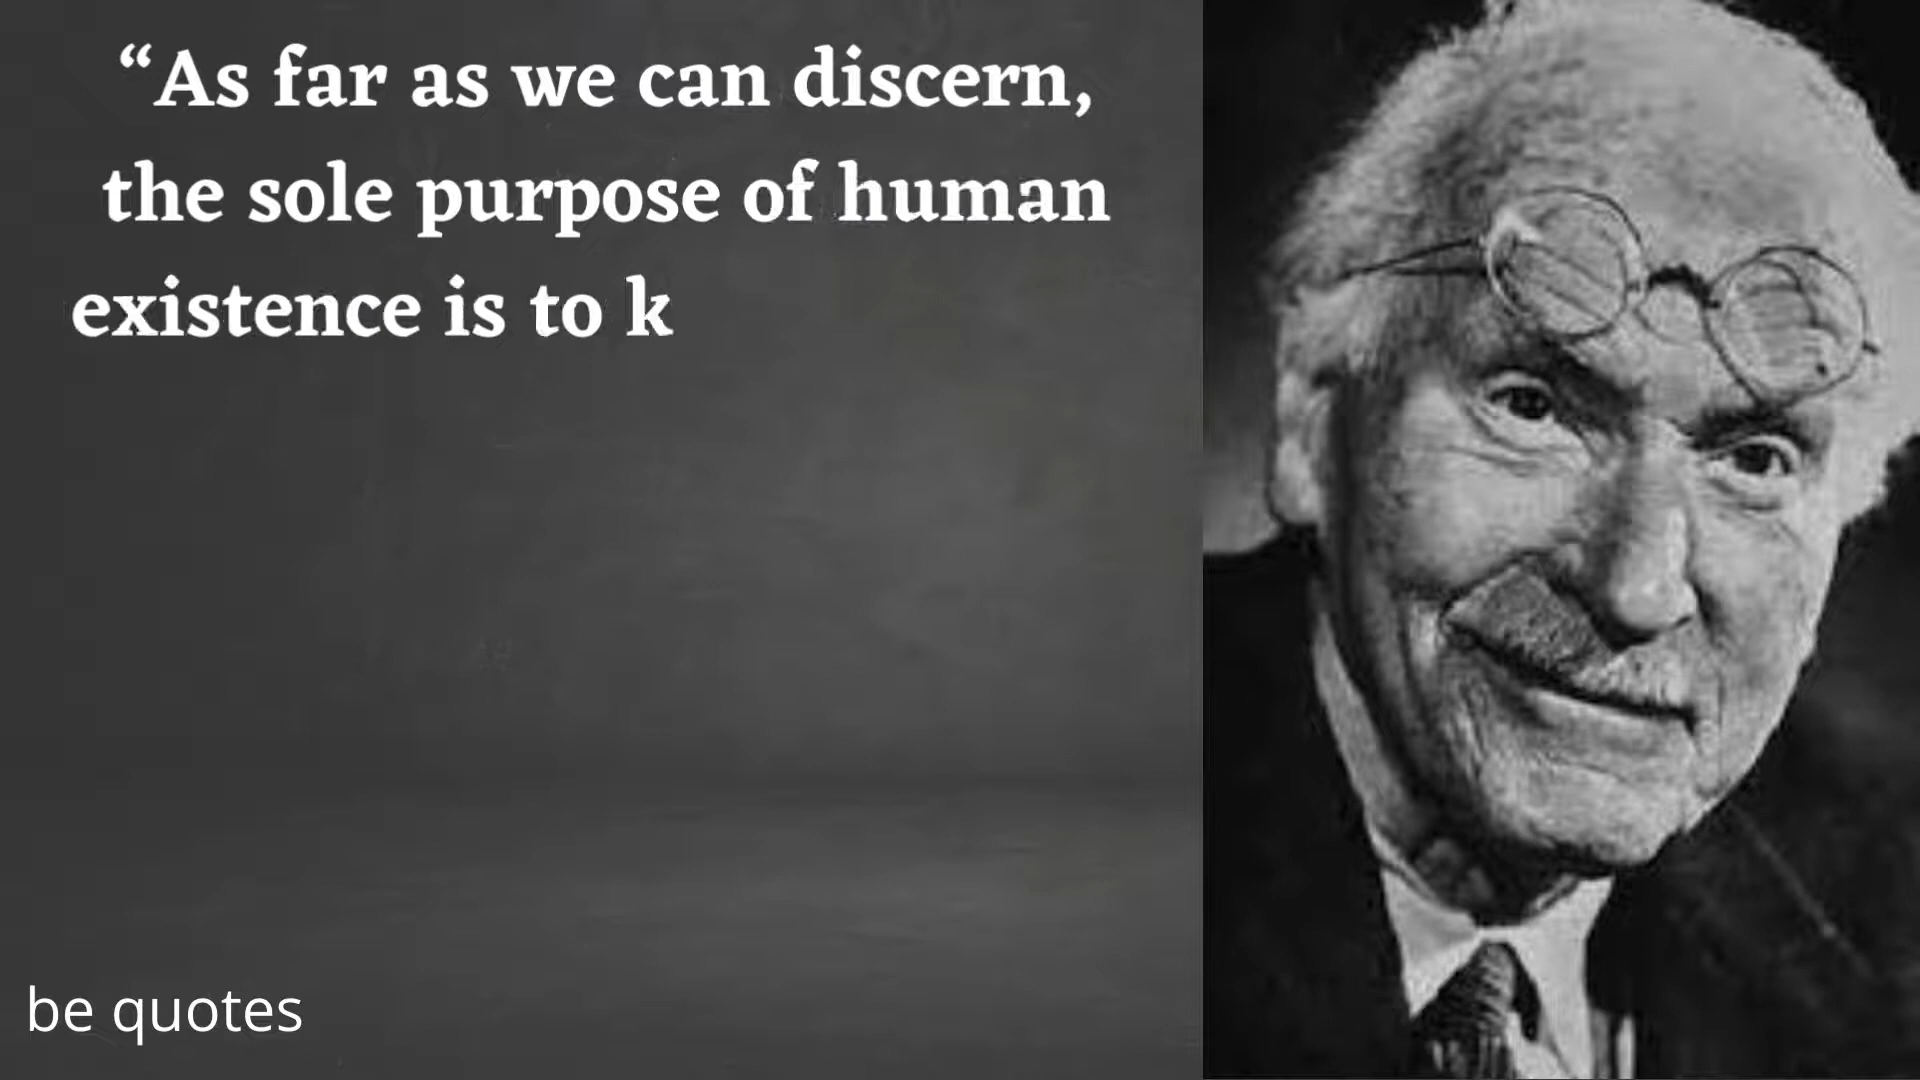 “As far as we can discern,
the sole purpose of human
existence is to k
be quotes